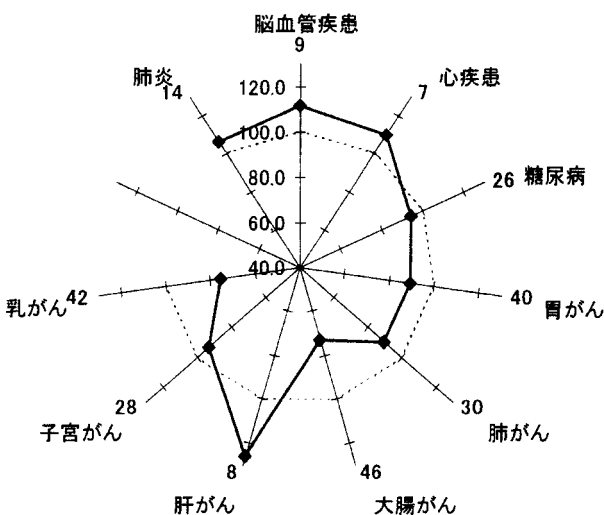 脳血管疾患
9
肺炎
14
心疾患
7
120.0
100.0
80.0
60.0
40.0
26 糖尿病
乳がん 42
40
胃がん
28
子宮がん
30
肺がん
8
肝がん
46
大腸がん